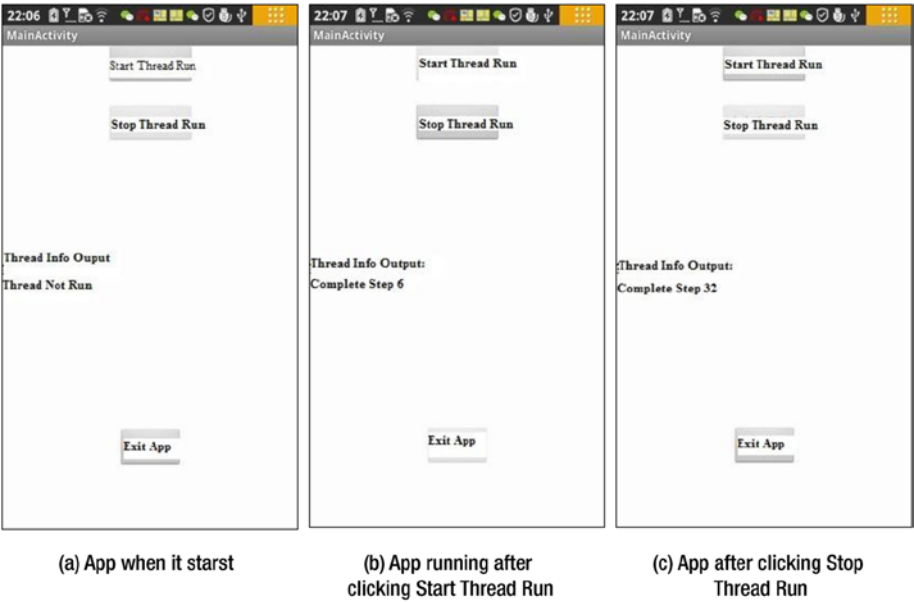 22:06
MainActivity
Start Thread Run
Stop Thread Run
Thread Info Ouput
Thread Not Run
Exit App
(a) App when it starst
22:07
MainActivity
Start Thread Run
Stop Thread Run
Thread Info Output:
Complete Step 6
Exit App
(b) App running after
clicking Start Thread Run
22:07
MainActivity
Start Thread Run
Stop Thread Run
Thread Info Output:
Complete Step 32
Exit App
(c) App after clicking Stop
Thread Run